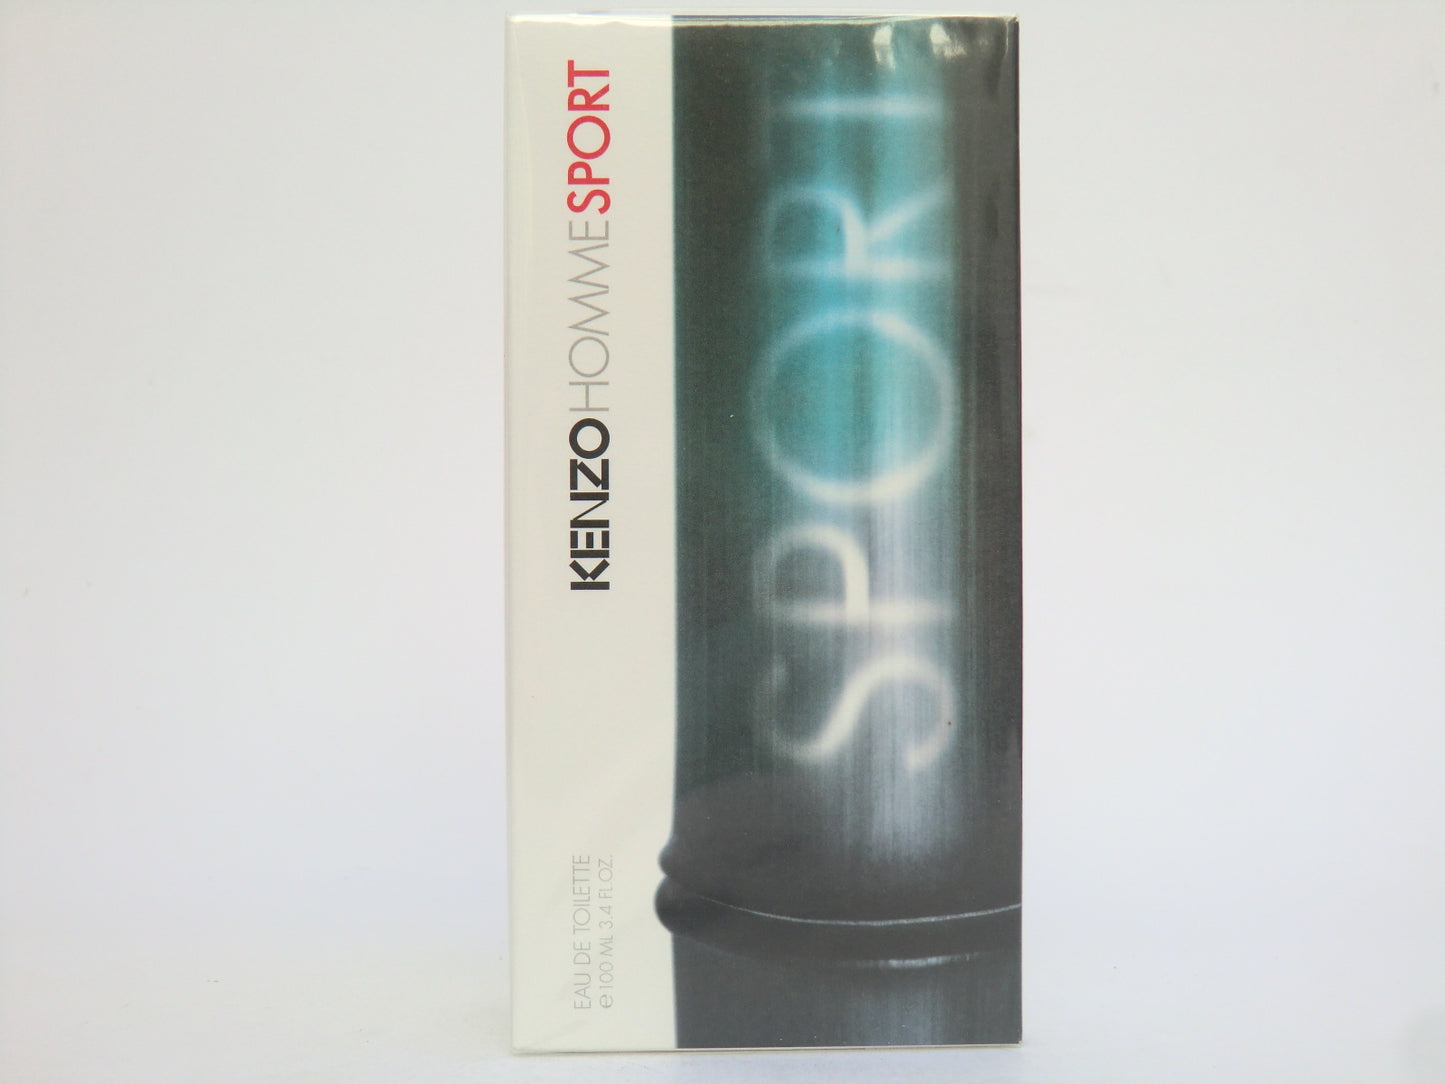 KENZOHOMMESPORT
EAU DE TOILETTE
e100 ML 3.4 FL.OZ.
SPORT